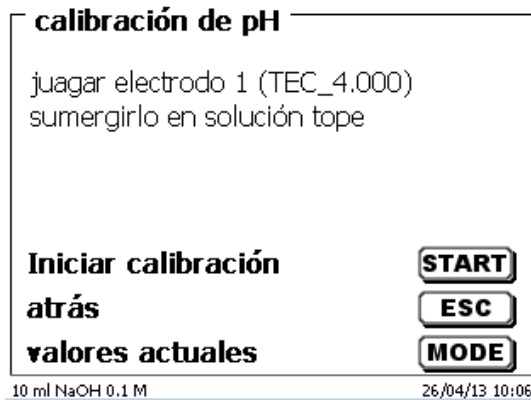 calibración de pH
juagar electrodo 1 (TEC_4.000)
sumergirlo en solución tope
Iniciar calibración START
atrás ESC
valores actuales MODE
10 ml NaOH 0.1 M 26/04/13 10:06